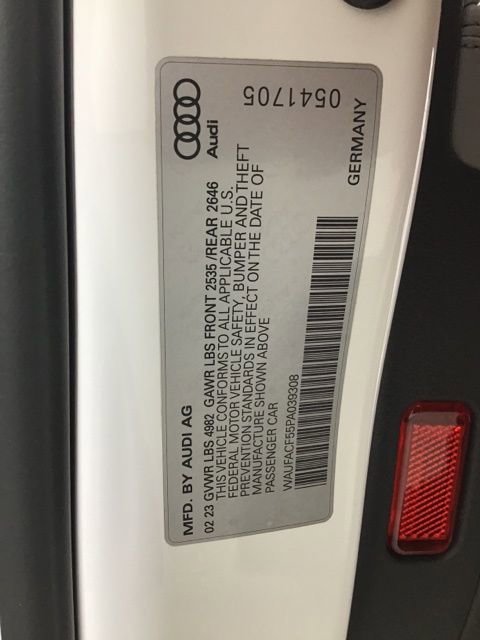 MFD. BY AUDI AG
Audi
02 23 GVWR LBS 4982 GAWR LBS FRONT 2535 /REAR 2646
THIS VEHICLE CONFORMS TO ALL APPLICABLE U.S.
FEDERAL MOTOR VEHICLE SAFETY, BUMPER AND THEFT
PREVENTION STANDARDS IN EFFECT ON THE DATE OF
MANUFACTURE SHOWN ABOVE
PASSENGER CAR
0541705
WAUFACF55PA039308
GERMANY